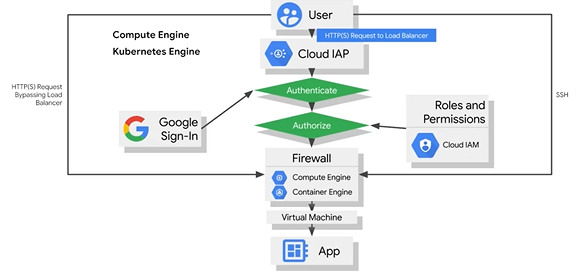 User
HTTP(S) Request to Load Balancer
Compute Engine
Kubernetes Engine
Cloud IAP
HTTP(S) Request
Bypassing Load
Balancer
SSH
Authenticate
Google
Sign-In
Authorize
Roles and
Permissions
Cloud IAM
Firewall
Compute Engine
Container Engine
Virtual Machine
App